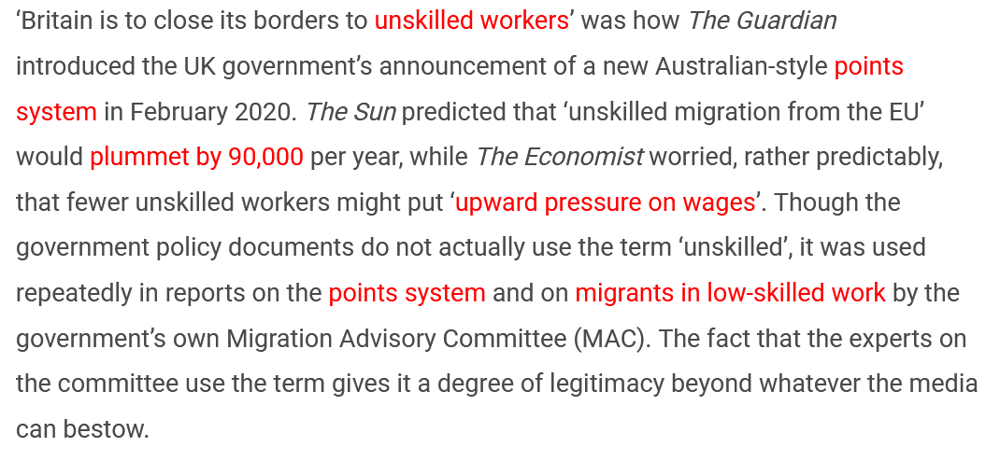 ‘Britain is to close its borders to unskilled workers’ was how The Guardian
introduced the UK government’s announcement of a new Australian-style points
system in February 2020. The Sun predicted that ‘unskilled migration from the EU’
would plummet by 90,000 per year, while The Economist worried, rather predictably,
that fewer unskilled workers might put ‘upward pressure on wages’. Though the
government policy documents do not actually use the term ‘unskilled’, it was used
repeatedly in reports on the points system and on migrants in low-skilled work by the
government’s own Migration Advisory Committee (MAC). The fact that the experts on
the committee use the term gives it a degree of legitimacy beyond whatever the media
can bestow.